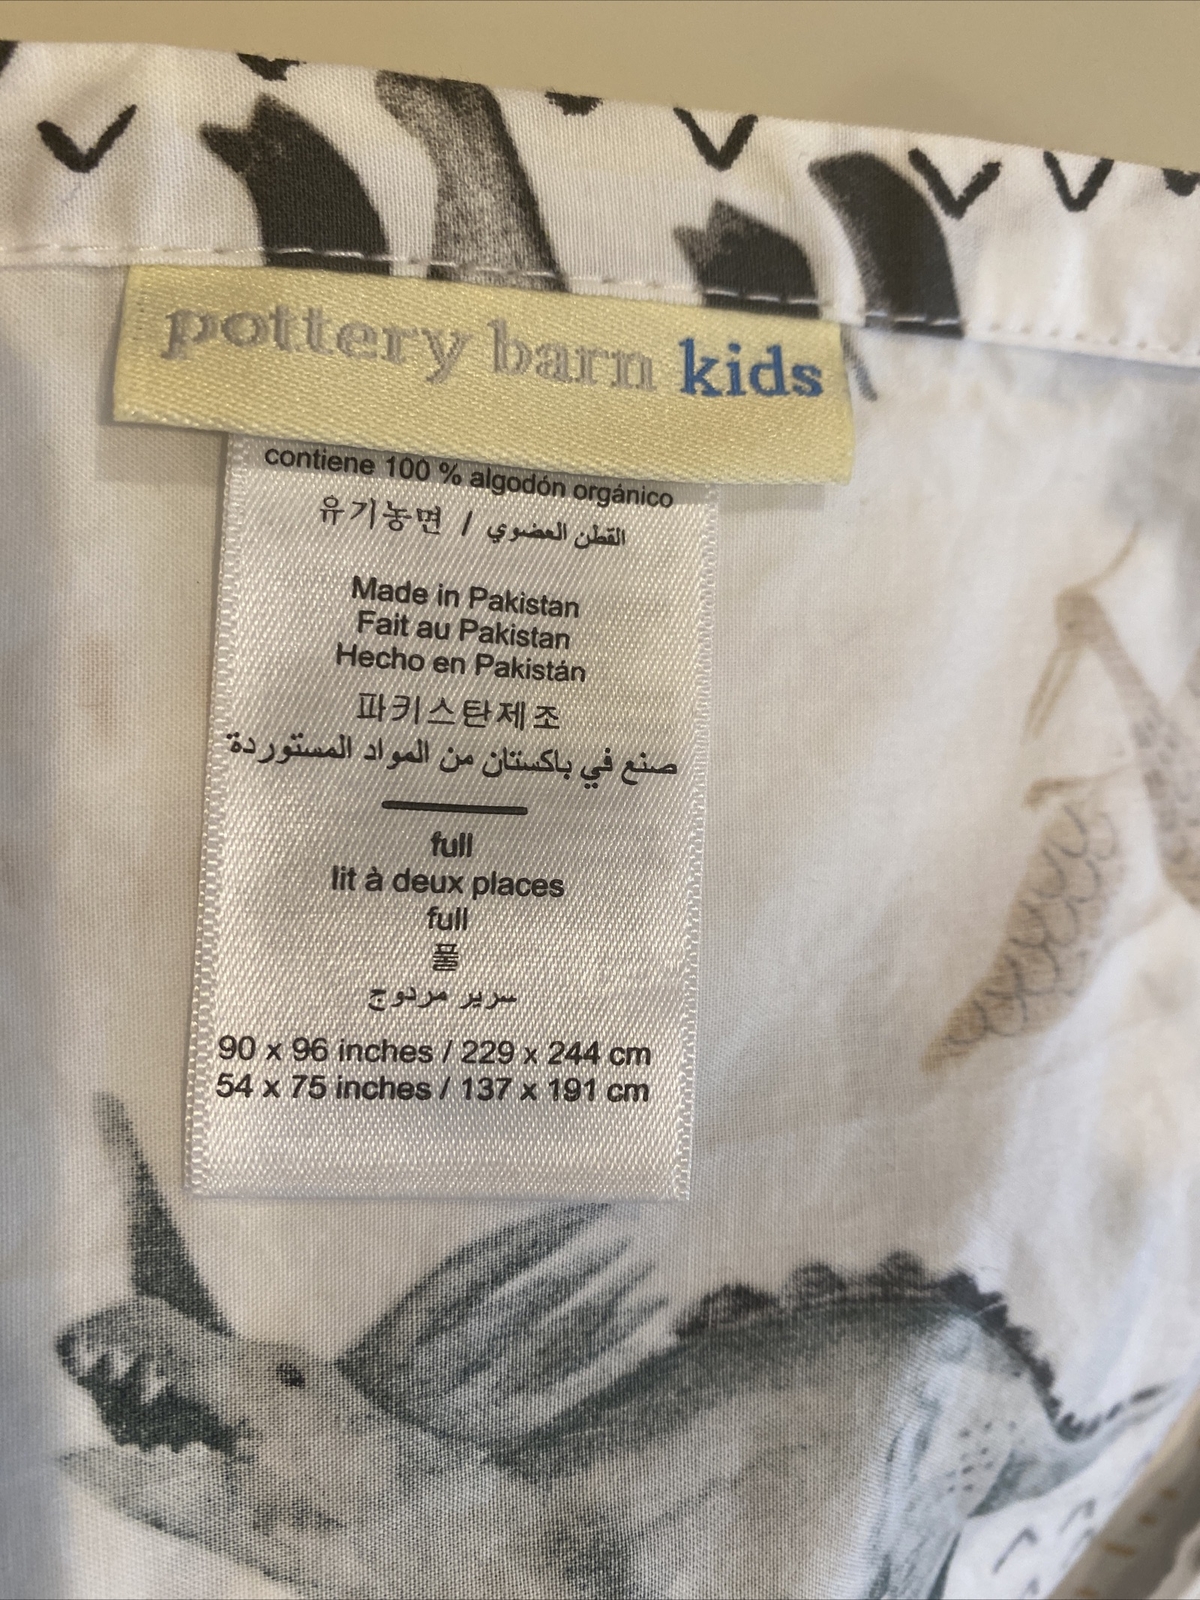 pottery barn kids
contiene 100 % algodón orgánico
유기농면 / القطن العضوي
Made in Pakistan
Fait au Pakistan
Hecho en Pakistán
파키스탄제조
صنع في باكستان من المواد المستوردة
full
lit à deux places
full
풀
سرير مردوج
90 x 96 inches / 229 x 244 cm
54 x 75 inches / 137 x 191 cm